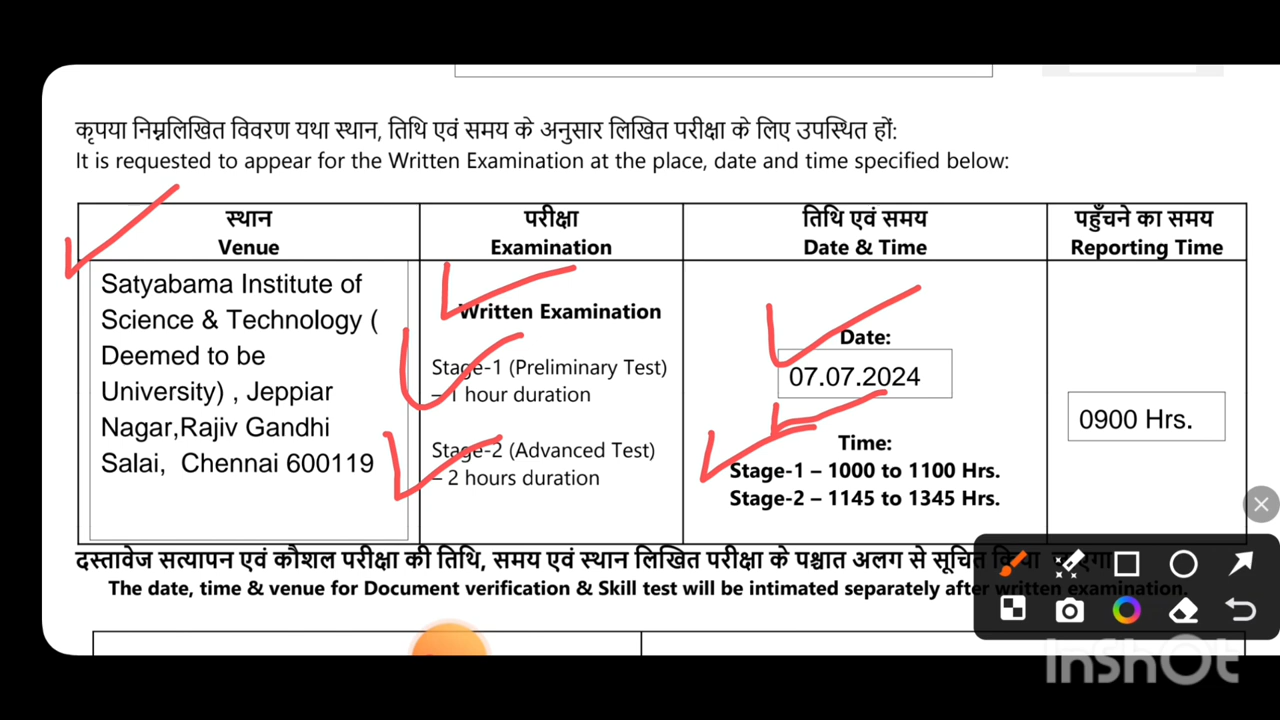 कृपया निम्नलिखित विवरण यथा स्थान, तिथि एवं समय के अनुसार लिखित परीक्षा के लिए उपस्थित हों:
It is requested to appear for the Written Examination at the place, date and time specified below:
स्थान
Venue
परीक्षा
Examination
तिथि एवं समय
Date & Time
पहुँचने का समय
Reporting Time
Satyabama Institute of
Science & Technology (
Deemed to be
University) , Jeppiar
Nagar,Rajiv Gandhi
Salai, Chennai 600119
Written Examination
Stage-1 (Preliminary Test)
– 1 hour duration
Stage-2 (Advanced Test)
– 2 hours duration
Date:
07.07.2024
Time:
Stage-1 – 1000 to 1100 Hrs.
Stage-2 – 1145 to 1345 Hrs.
0900 Hrs.
दस्तावेज सत्यापन एवं कौशल परीक्षा की तिथि, समय एवं स्थान लिखित परीक्षा के पश्चात अलग से सूचित किया
The date, time & venue for Document verification & Skill test will be intimated separately after written examination.
InShOt